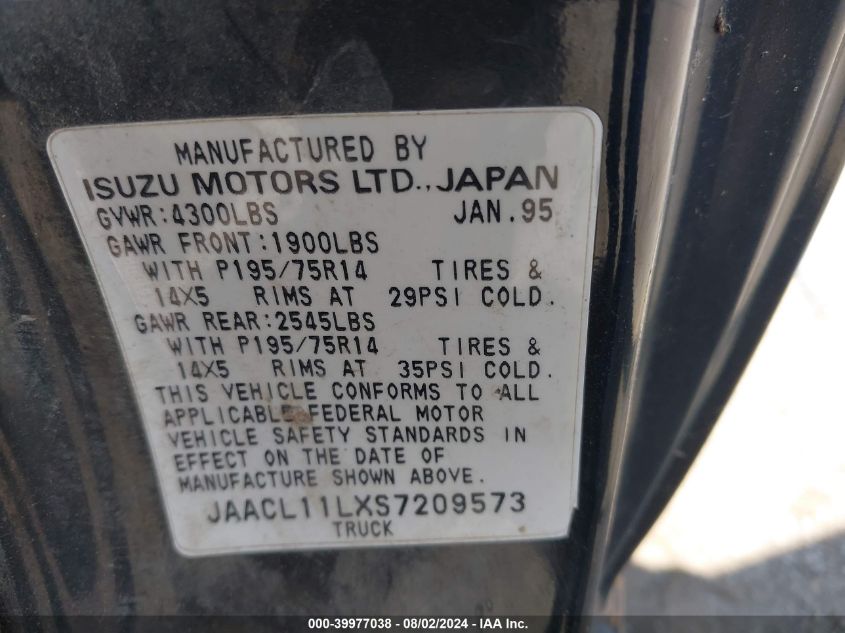 MANUFACTURED BY
ISUZU MOTORS LTD., JAPAN
GVWR:4300LBS JAN.95
GAWR FRONT:1900LBS
WITH P195/75R14 TIRES &
14X5 RIMS AT 29PSI COLD.
GAWR REAR:2545LBS
WITH P195/75R14 TIRES &
14X5 RIMS AT 35PSI COLD.
THIS VEHICLE CONFORMS TO ALL
APPLICABLE FEDERAL MOTOR
VEHICLE SAFETY STANDARDS IN
EFFECT ON THE DATE OF
MANUFACTURE SHOWN ABOVE.
JAACL11LXS7209573
TRUCK
000-39977038 - 08/02/2024 - IAA Inc.